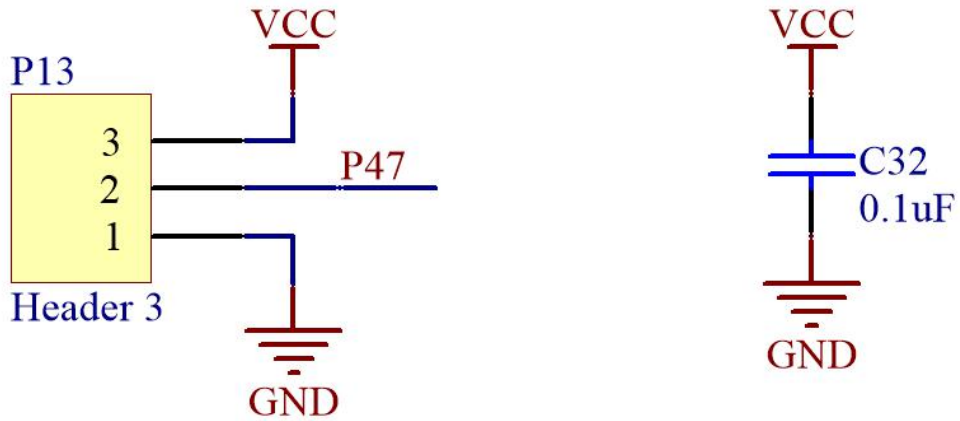 VCC
P13
3
2
1
P47
Header 3
GND
VCC
C32
0.1uF
GND